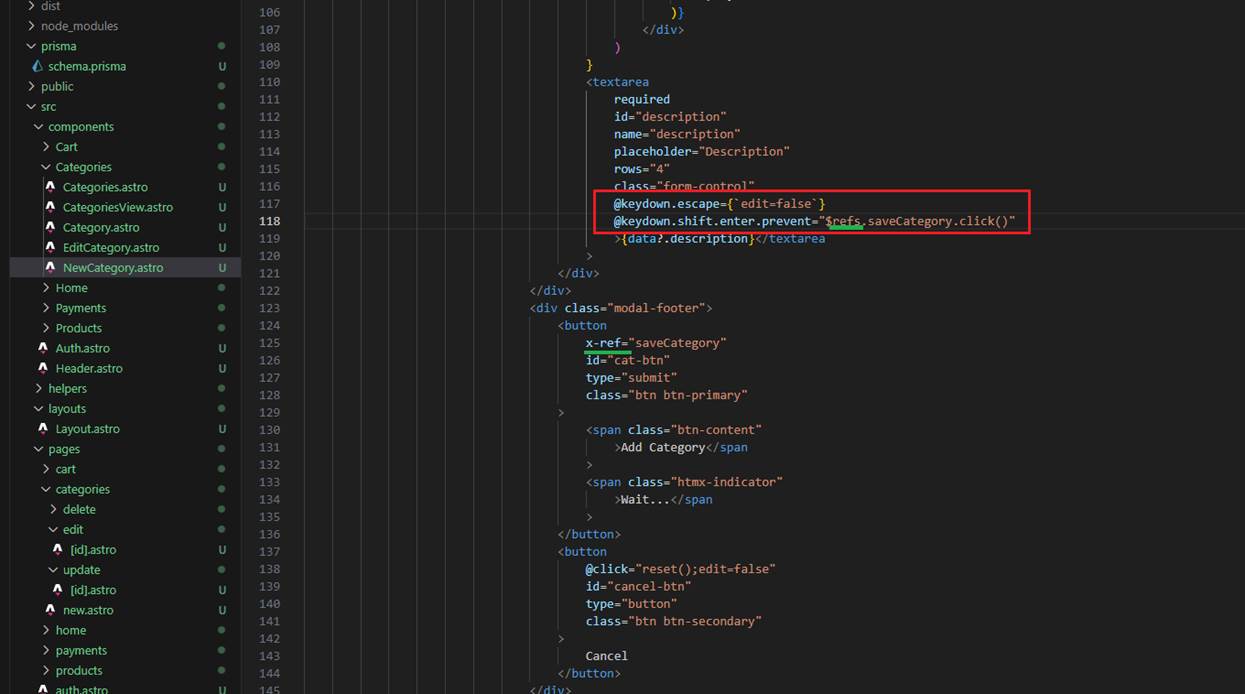 dist
node_modules
prisma
schema.prisma U
public
src
components
Cart
Categories
Categories.astro U
CategoriesView.astro U
Category.astro U
EditCategory.astro U
NewCategory.astro U
Home
Payments
Products
Auth.astro U
Header.astro U
helpers
layouts
Layout.astro U
pages
cart
categories
delete
edit
[id].astro U
update
[id].astro U
new.astro U
home
payments
products
auth.astro U
106 )}
107 </div>
108 )
109 }
110 <textarea
111 required
112 id="description"
113 name="description"
114 placeholder="Description"
115 rows="4"
116 class="form-control"
117 @keydown.escape={`edit=false`}
118 @keydown.shift.enter.prevent="$refs.saveCategory.click()"
119 >{data?.description}</textarea
120 >
121 </div>
122 </div>
123 <div class="modal-footer">
124 <button
125 x-ref="saveCategory"
126 id="cat-btn"
127 type="submit"
128 class="btn btn-primary"
129 >
130 <span class="btn-content"
131 >Add Category</span
132 >
133 <span class="htmx-indicator"
134 >Wait...</span
135 >
136 </button>
137 <button
138 @click="reset();edit=false"
139 id="cancel-btn"
140 type="button"
141 class="btn btn-secondary"
142 >
143 Cancel
144 </button>
145 </div>